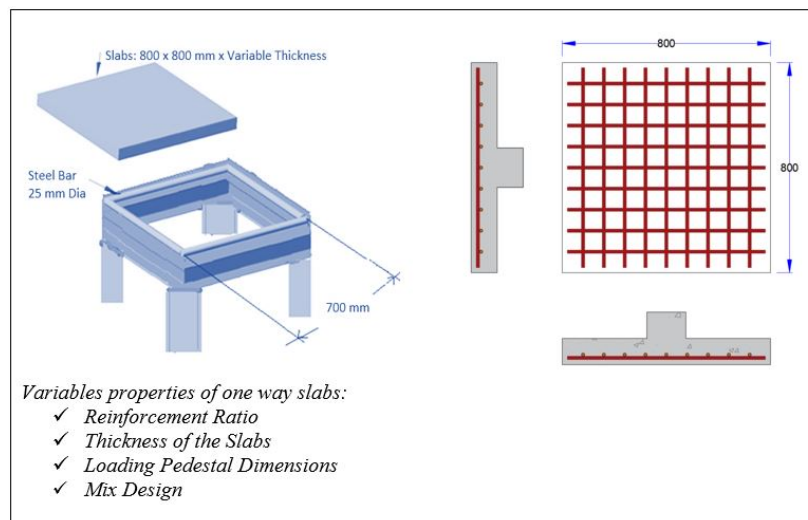 Slabs: 800 x 800 mm x Variable Thickness
Steel Bar
25 mm Dia
700 mm
800
800
Variables properties of one way slabs:
✓ Reinforcement Ratio
✓ Thickness of the Slabs
✓ Loading Pedestal Dimensions
✓ Mix Design